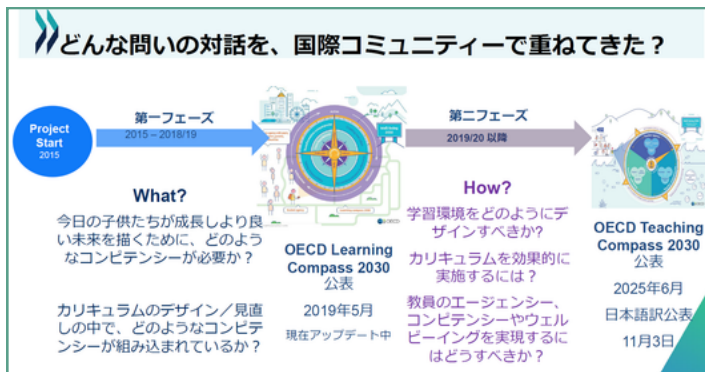 どんな問いの対話を、国際コミュニティーで重ねてきた？
Project
Start
2015
第一フェーズ
2015 – 2018/19
What?
今日の子供たちが成長しより良
い未来を描くために、どのよう
なコンピテンシーが必要か？
カリキュラムのデザイン／見直
しの中で、どのようなコンピテ
ンシーが組み込まれているか？
OECD Learning
Compass 2030
公表
2019年5月
現在アップデート中
第二フェーズ
2019/20 以降
How?
学習環境をどのようにデ
ザインすべきか?
カリキュラムを効果的に
実施するには？
教員のエージェンシー、
コンピテンシーやウェル
ビーイングを実現するに
はどうすべきか？
OECD Teaching
Compass 2030
公表
2025年6月
日本語訳公表
11月3日